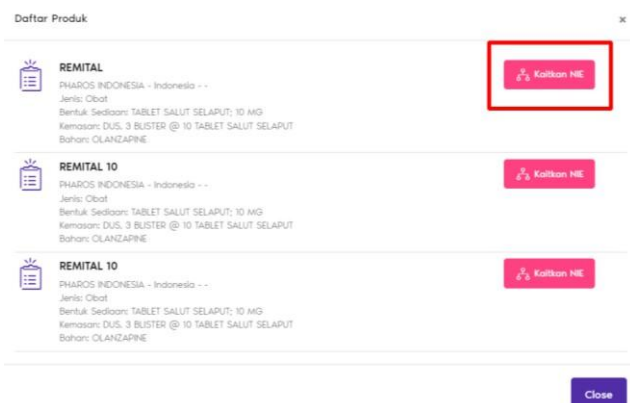 Daftar Produk
×
REMITAL
Kaitkan NIE
PHAROS INDONESIA - Indonesia - -
Jenis: Obat
Bentuk Sediaan: TABLET SALUT SELAPUT; 10 MG
Kemasan: DUS, 3 BLISTER @ 10 TABLET SALUT SELAPUT
Bahan: OLANZAPINE
REMITAL 10
Kaitkan NIE
PHAROS INDONESIA - Indonesia - -
Jenis: Obat
Bentuk Sediaan: TABLET SALUT SELAPUT; 10 MG
Kemasan: DUS, 3 BLISTER @ 10 TABLET SALUT SELAPUT
Bahan: OLANZAPINE
REMITAL 10
Kaitkan NIE
PHAROS INDONESIA - Indonesia - -
Jenis: Obat
Bentuk Sediaan: TABLET SALUT SELAPUT; 10 MG
Kemasan: DUS, 3 BLISTER @ 10 TABLET SALUT SELAPUT
Bahan: OLANZAPINE
Close